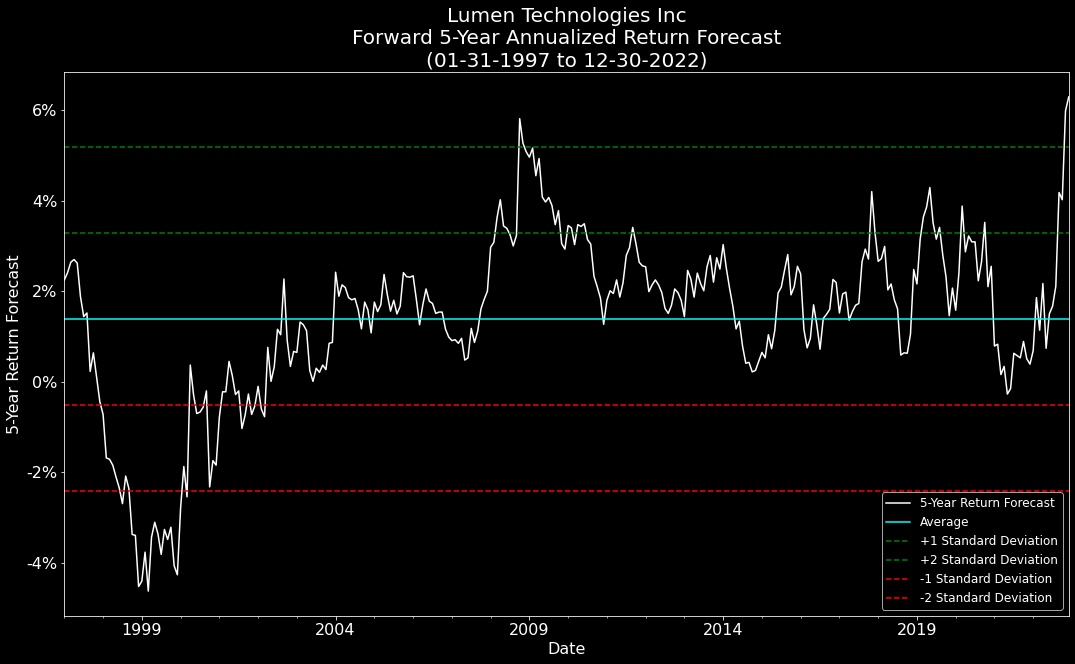 Lumen Technologies Inc
Forward 5-Year Annualized Return Forecast
(01-31-1997 to 12-30-2022)
6%
4%
2%
0%
-2%
-4%
5-Year Return Forecast
1999
2004
2009
2014
2019
Date
5-Year Return Forecast
Average
+1 Standard Deviation
+2 Standard Deviation
-1 Standard Deviation
-2 Standard Deviation